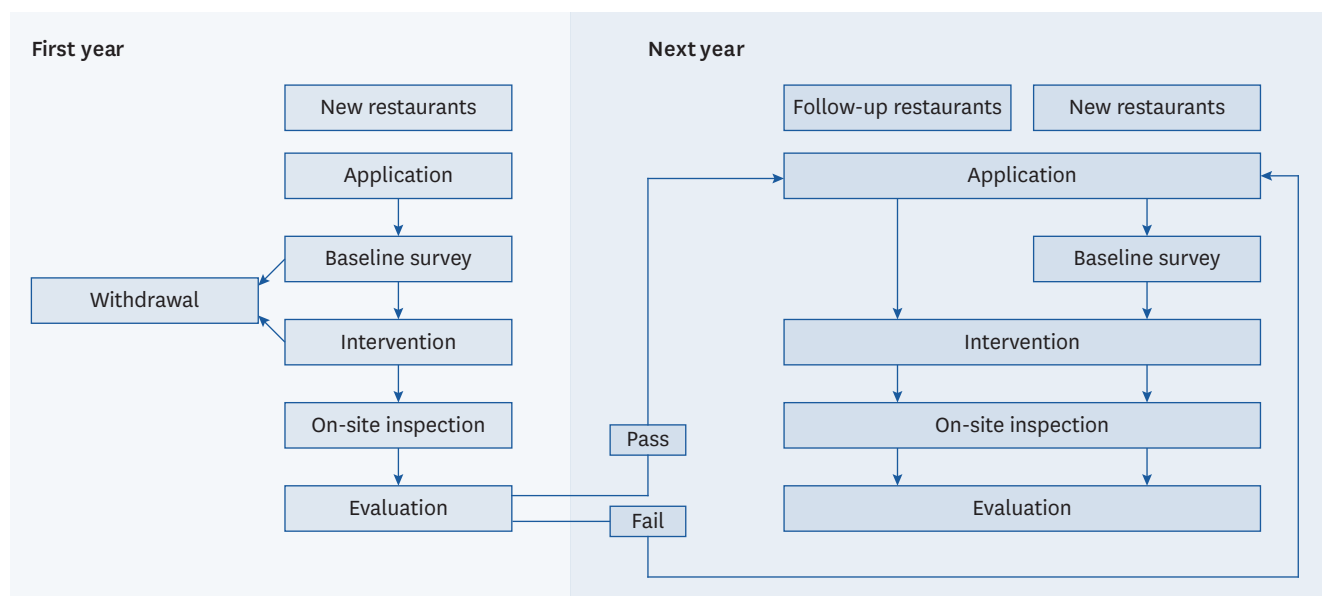 First year
New restaurants
Application
Baseline survey
Withdrawal
Intervention
On-site inspection
Evaluation
Pass
Fail
Next year
Follow-up restaurants
New restaurants
Application
Baseline survey
Intervention
On-site inspection
Evaluation